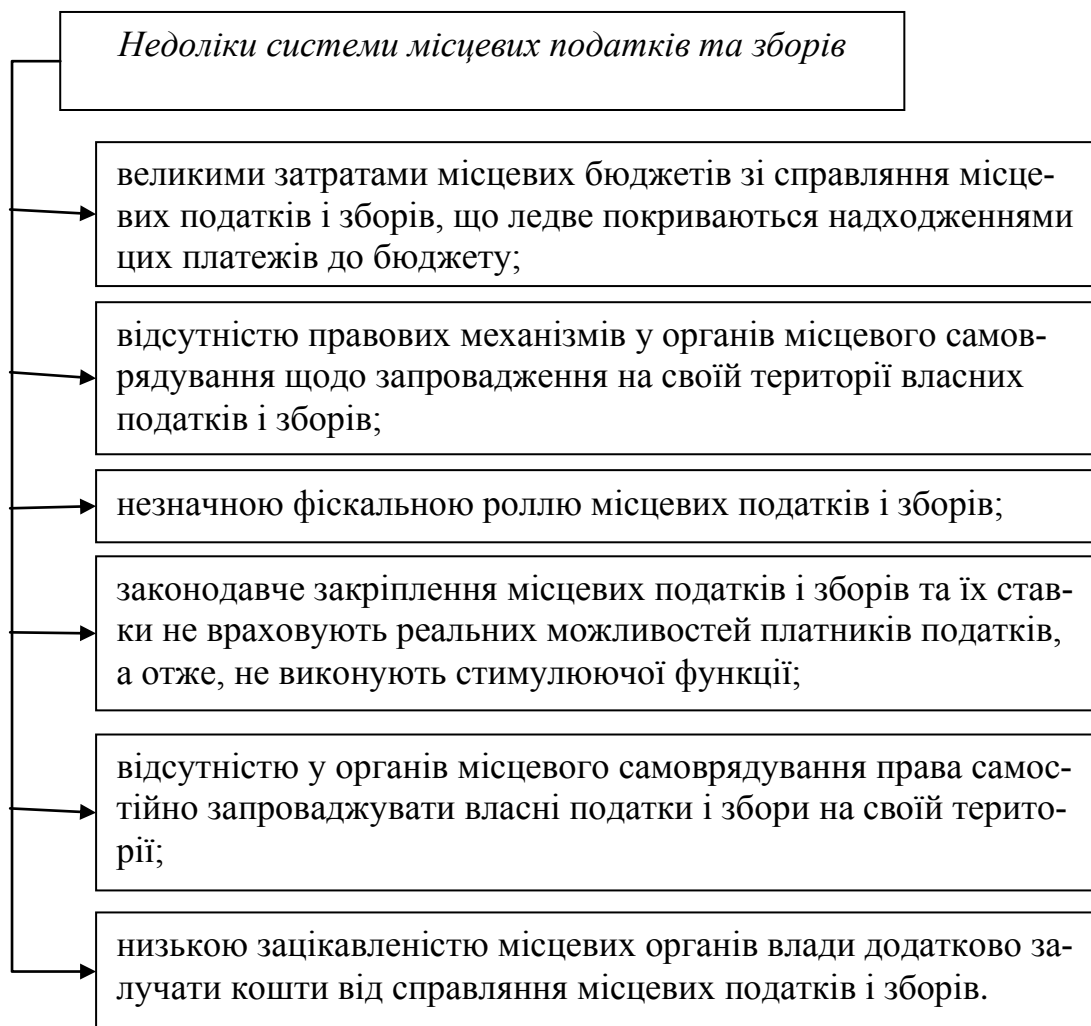 Недоліки системи місцевих податків та зборів
великими затратами місцевих бюджетів зі справляння місце-
вих податків і зборів, що ледве покриваються надходженнями
цих платежів до бюджету;
відсутністю правових механізмів у органів місцевого самов-
рядування щодо запровадження на своїй території власних
податків і зборів;
незначною фіскальною роллю місцевих податків і зборів;
законодавче закріплення місцевих податків і зборів та їх став-
ки не враховують реальних можливостей платників податків,
а отже, не виконують стимулюючої функції;
відсутністю у органів місцевого самоврядування права самос-
тійно запроваджувати власні податки і збори на своїй терито-
рії;
низькою зацікавленістю місцевих органів влади додатково за-
лучати кошти від справляння місцевих податків і зборів.